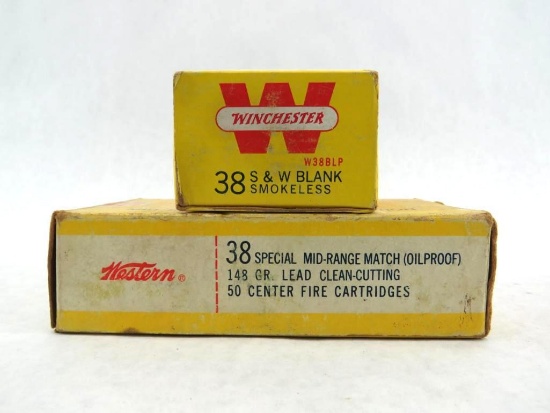 W
WINCHESTER
W38BLP
38 S & W BLANK
SMOKELESS
Western ®
38 SPECIAL MID-RANGE MATCH (OILPROOF)
148 GR. LEAD CLEAN-CUTTING
50 CENTER FIRE CARTRIDGES